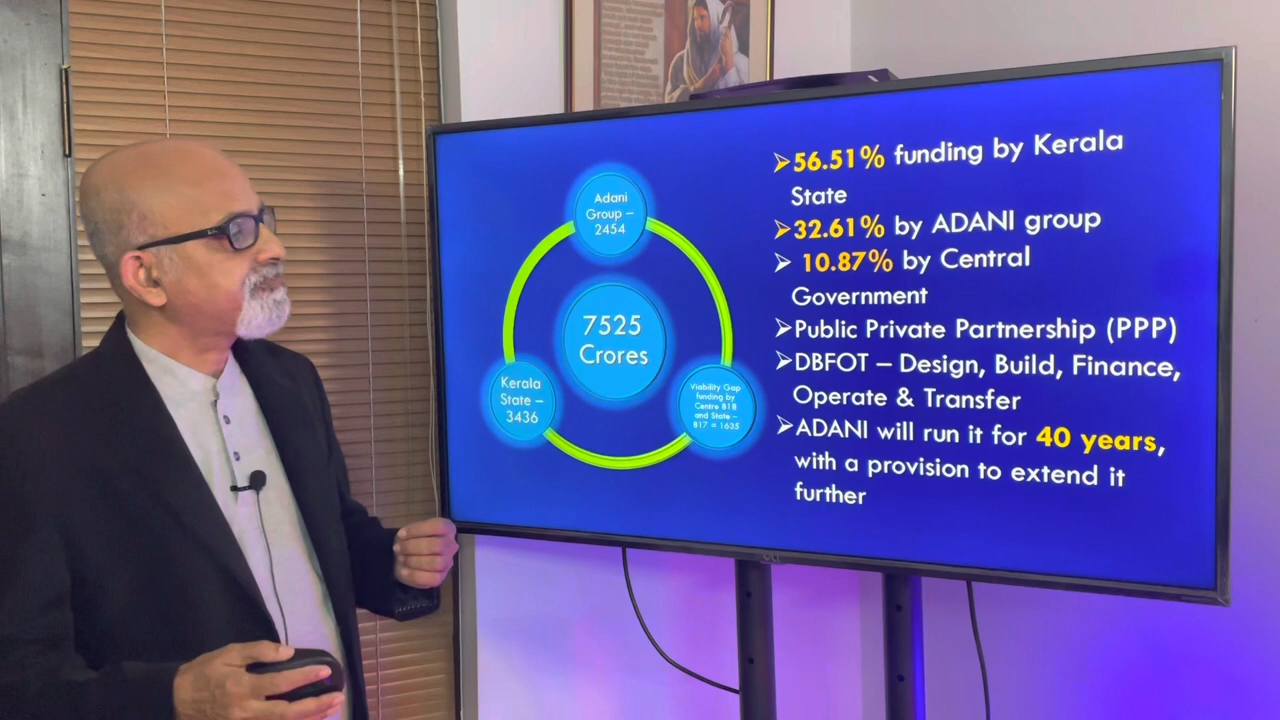 Adani
Group –
2454
7525
Crores
Kerala
State –
3436
Viability Gap
funding by
Centre 818
and State –
817 = 1635
➢56.51% funding by Kerala
State
➢32.61% by ADANI group
➢ 10.87% by Central
Government
➢Public Private Partnership (PPP)
➢DBFOT – Design, Build, Finance,
Operate & Transfer
➢ADANI will run it for 40 years,
with a provision to extend it
further